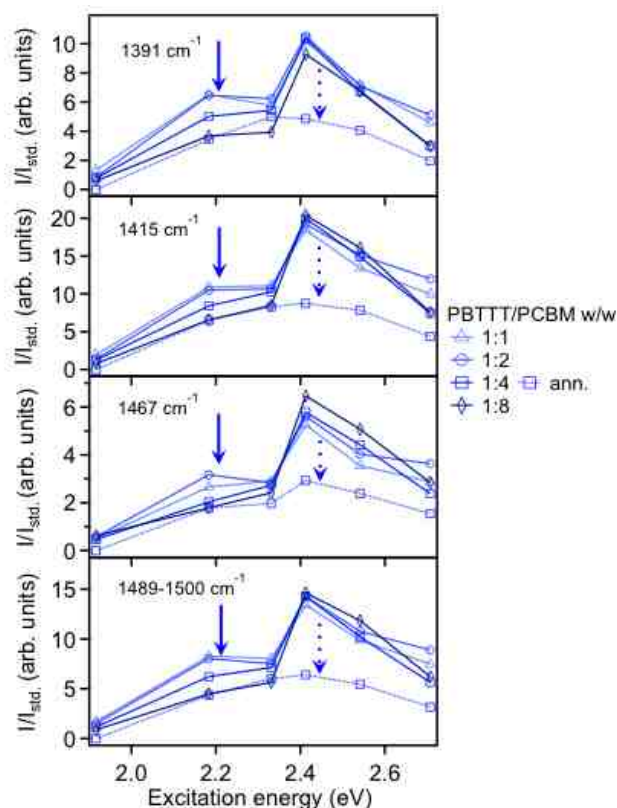 1391 cm-1
I/Istd. (arb. units)
10
8
6
4
2
0
1415 cm-1
I/Istd. (arb. units)
20
15
10
5
0
1467 cm-1
I/Istd. (arb. units)
6
4
2
0
1489-1500 cm-1
I/Istd. (arb. units)
15
10
5
0
2.0 2.2 2.4 2.6
Excitation energy (eV)
PBTTT/PCBM w/w
1:1
1:2
1:4 ann.
1:8